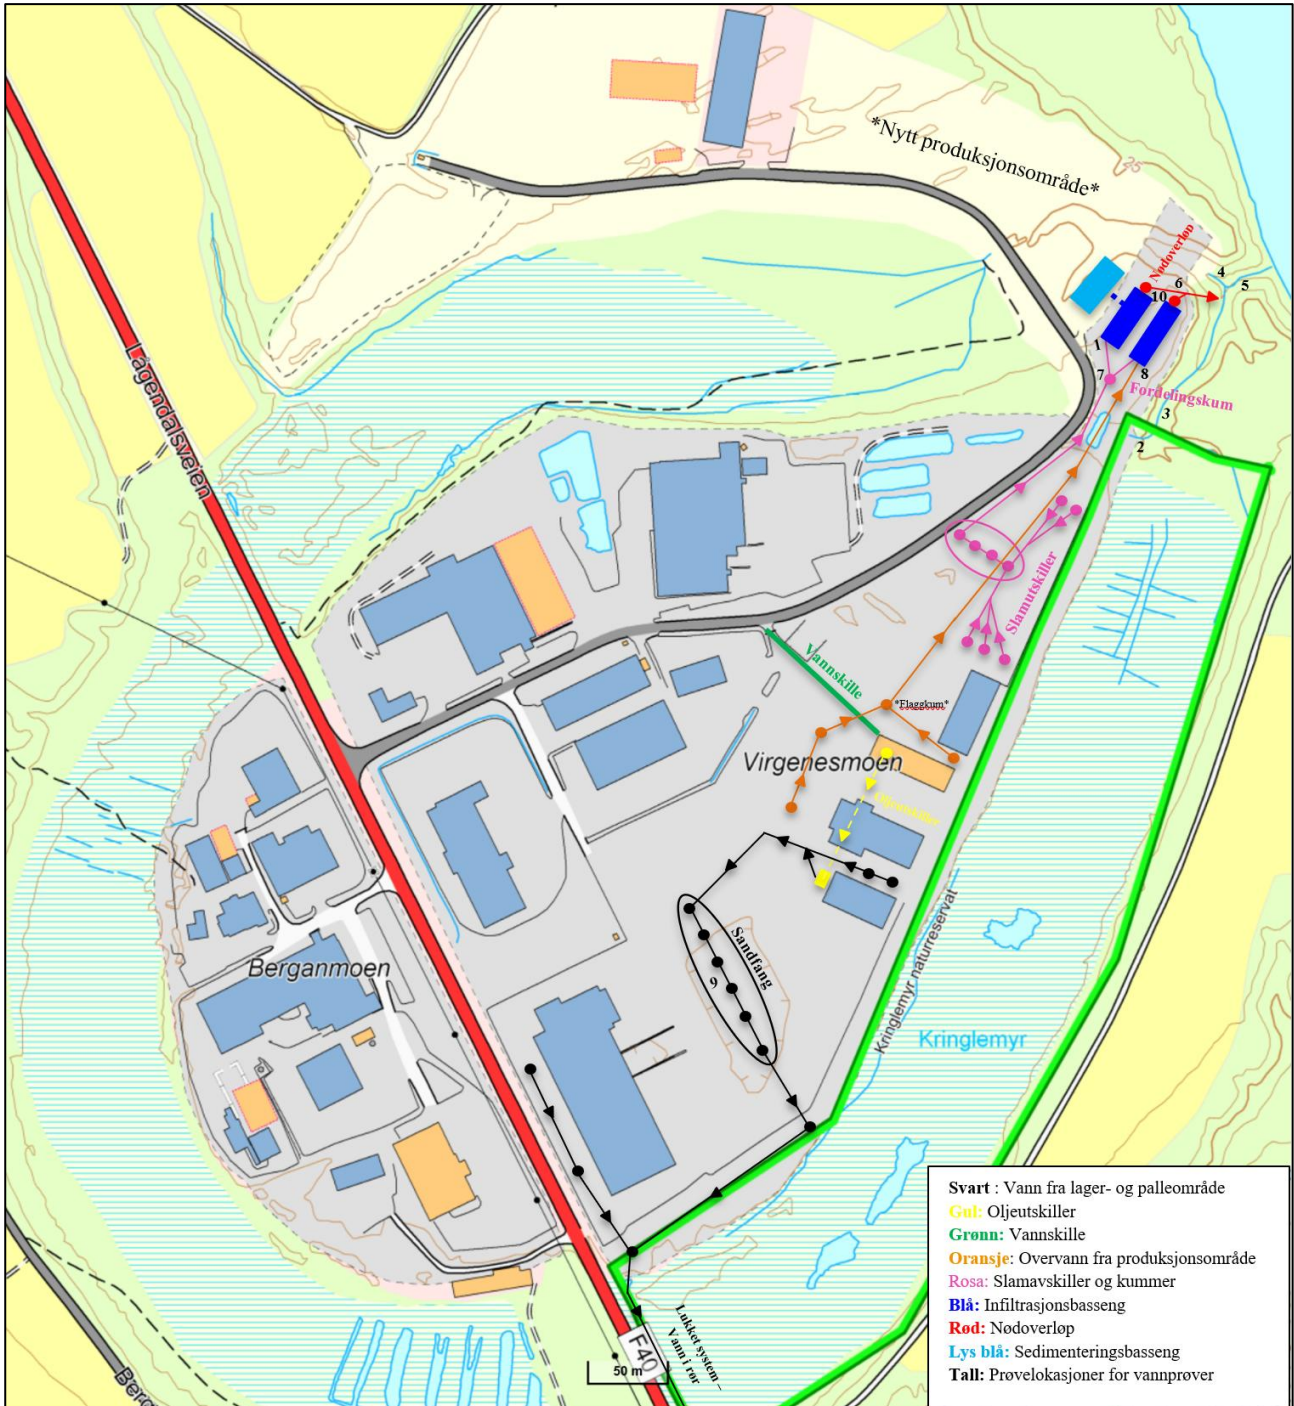 *Nytt produksjonsområde*
25
Nødoverløp
4
5
6
10
1
7
8
Fordelingskum
3
2
Lågendalsveien
Slamutskiller
Vannskille
*Flaggkum*
Virgenesmoen
Oljeutskiller
Sandfang
9
Berganmoen
Kringlemyr naturreservat
Kringlemyr
Lukket system –
Vann i rør
F40
50 m
Berg
Svart : Vann fra lager- og palleområde
Gul: Oljeutskiller
Grønn: Vannskille
Oransje: Overvann fra produksjonsområde
Rosa: Slamavskiller og kummer
Blå: Infiltrasjonsbasseng
Rød: Nødoverløp
Lys blå: Sedimenteringsbasseng
Tall: Prøvelokasjoner for vannprøver